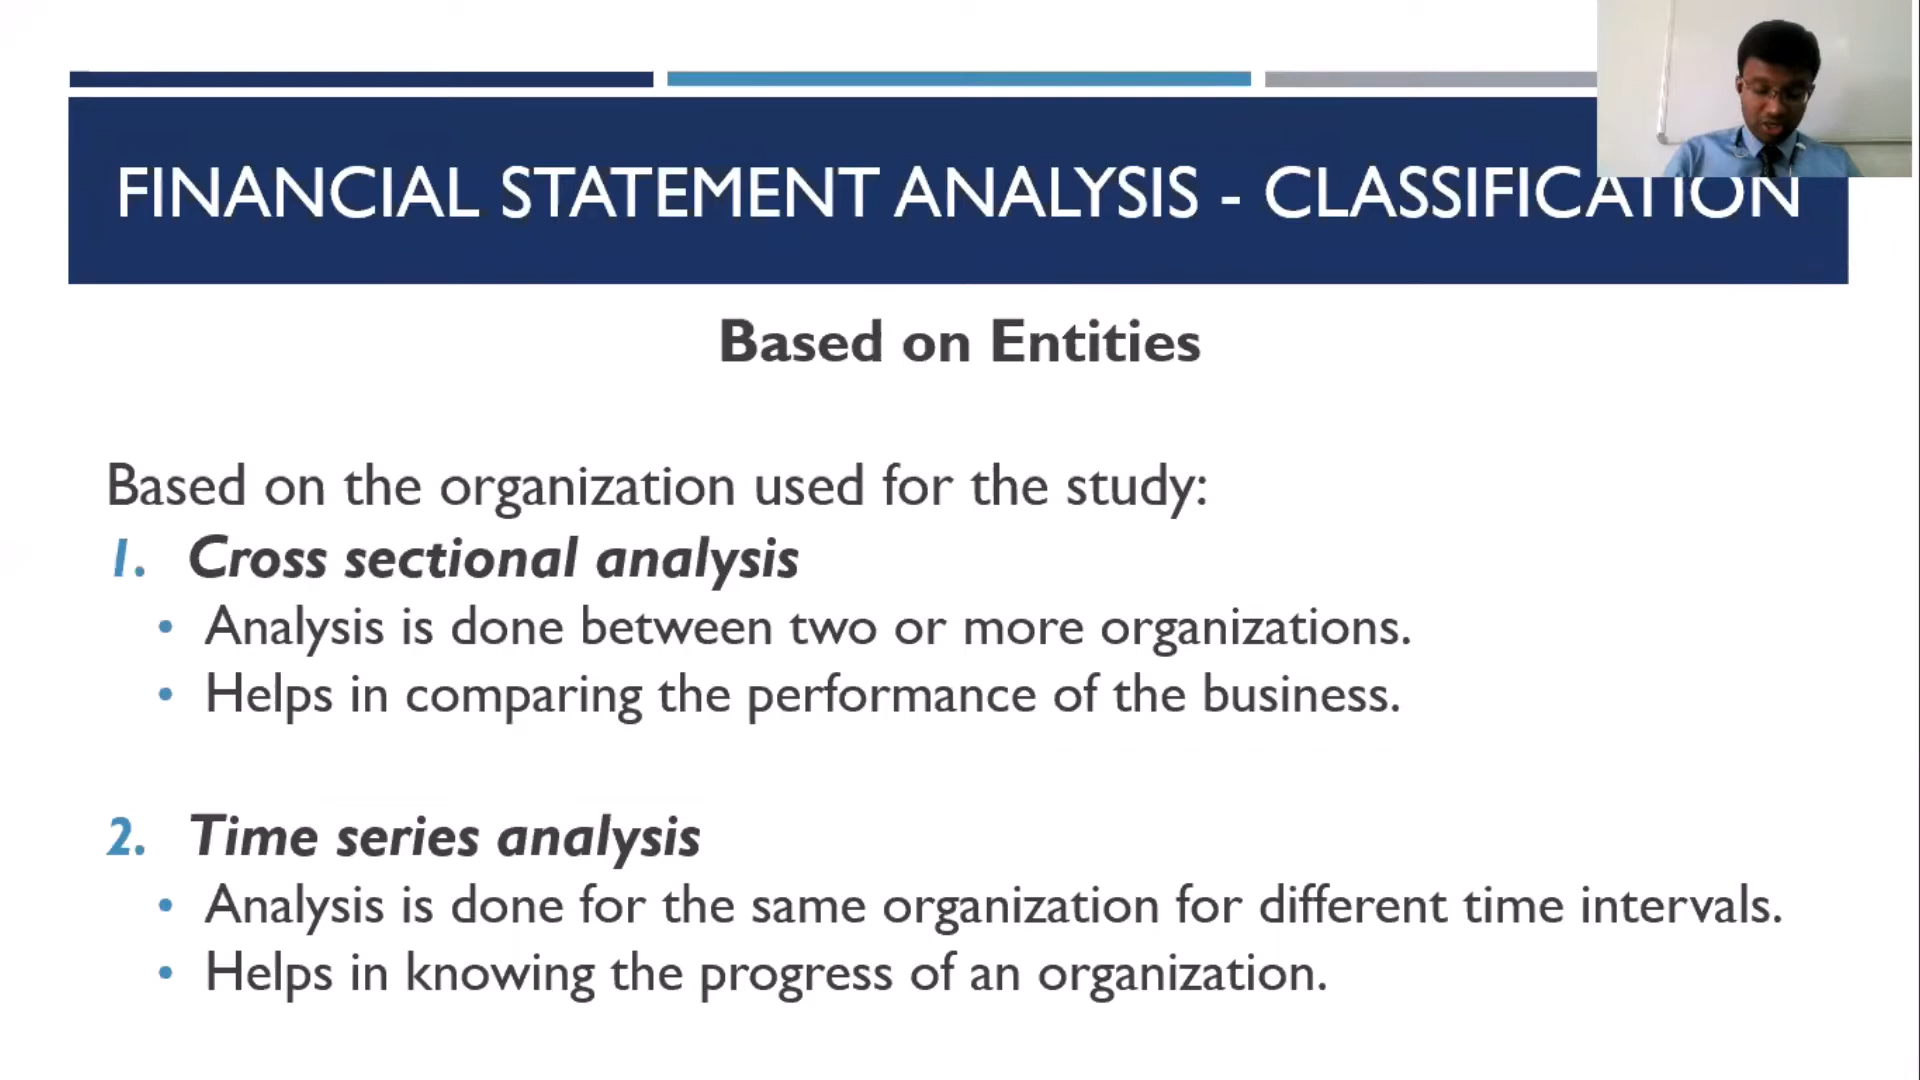 FINANCIAL STATEMENT ANALYSIS - CLASSIFICATION
Based on Entities
Based on the organization used for the study:
1. Cross sectional analysis
• Analysis is done between two or more organizations.
• Helps in comparing the performance of the business.
2. Time series analysis
• Analysis is done for the same organization for different time intervals.
• Helps in knowing the progress of an organization.